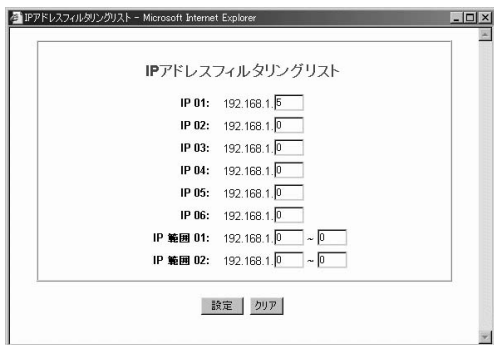 IPアドレスフィルタリングリスト - Microsoft Internet Explorer
IPアドレスフィルタリングリスト
IP 01: 192.168.1.5
IP 02: 192.168.1.0
IP 03: 192.168.1.0
IP 04: 192.168.1.0
IP 05: 192.168.1.0
IP 06: 192.168.1.0
IP 範囲 01: 192.168.1.0 ~ 0
IP 範囲 02: 192.168.1.0 ~ 0
設定 クリア